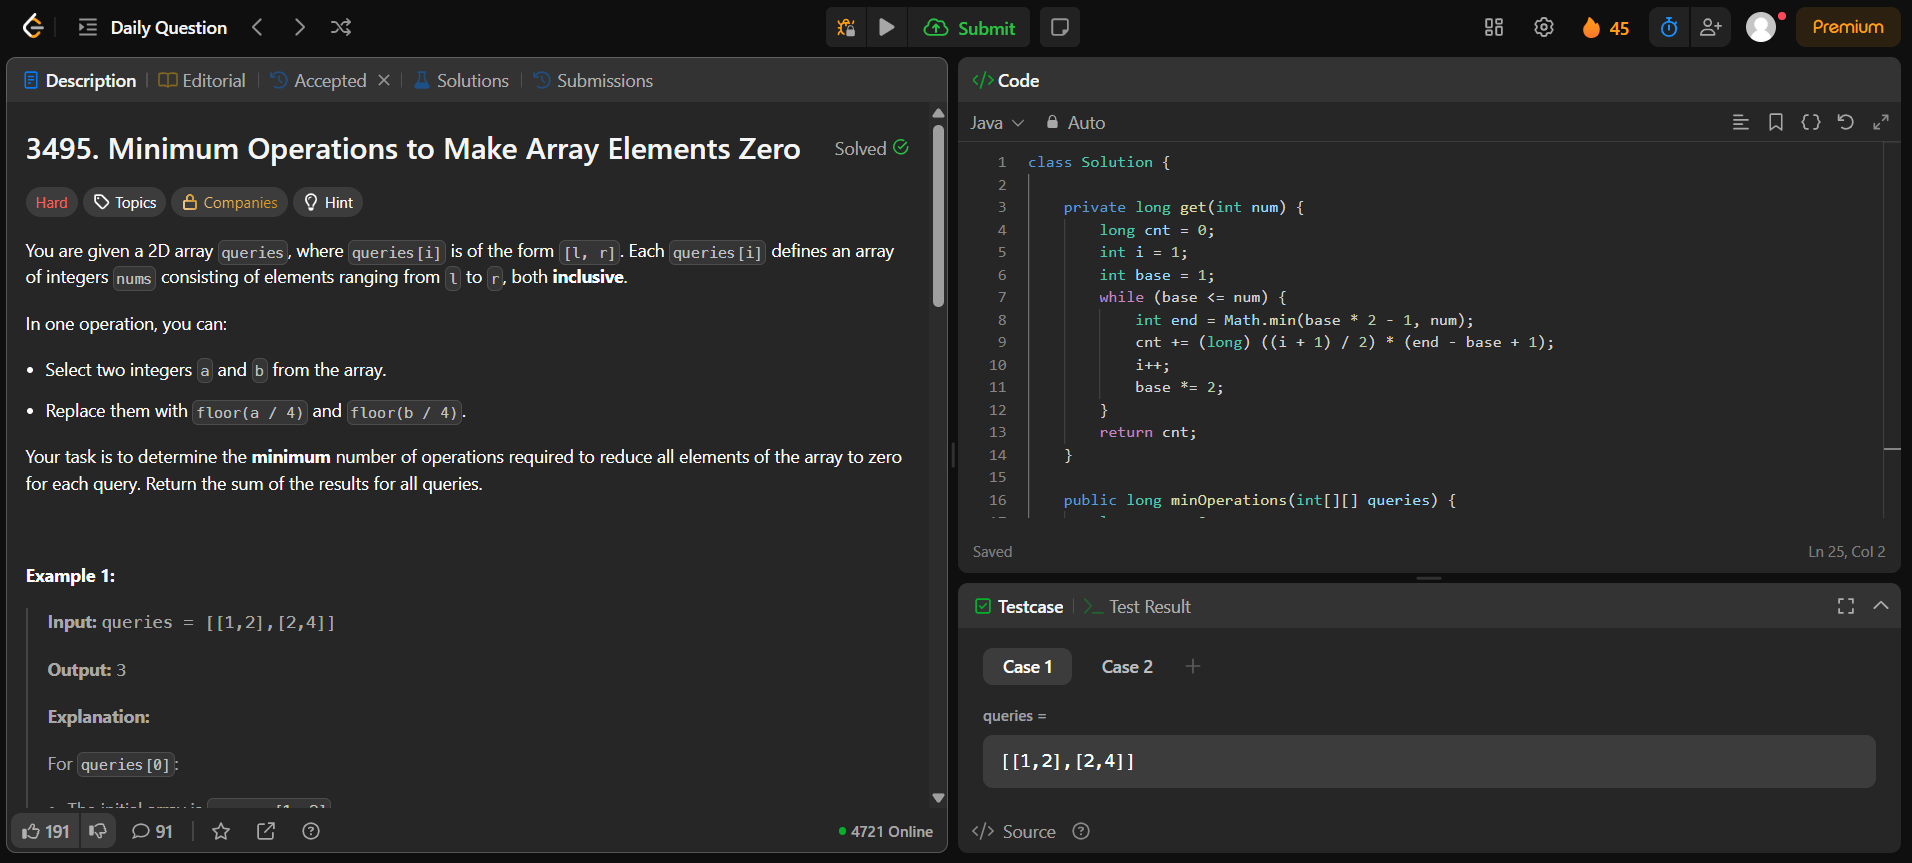 Daily Question
Submit
45
Premium
Description
Editorial
Accepted
Solutions
Submissions
3495. Minimum Operations to Make Array Elements Zero
Solved
Hard
Topics
Companies
Hint
You are given a 2D array queries, where queries[i] is of the form [l, r]. Each queries[i] defines an array
of integers nums consisting of elements ranging from l to r, both inclusive.
In one operation, you can:
• Select two integers a and b from the array.
• Replace them with floor(a / 4) and floor(b / 4).
Your task is to determine the minimum number of operations required to reduce all elements of the array to zero
for each query. Return the sum of the results for all queries.
Example 1:
Input: queries = [[1,2],[2,4]]
Output: 3
Explanation:
For queries[0]:
191
91
4721 Online
</> Code
Java
Auto
1 class Solution {
2
3     private long get(int num) {
4         long cnt = 0;
5         int i = 1;
6         int base = 1;
7         while (base <= num) {
8             int end = Math.min(base * 2 - 1, num);
9             cnt += (long) ((i + 1) / 2) * (end - base + 1);
10             i++;
11             base *= 2;
12         }
13         return cnt;
14     }
15
16     public long minOperations(int[][] queries) {
Saved
Ln 25, Col 2
Testcase
Test Result
Case 1
Case 2
queries =
[[1,2],[2,4]]
</> Source